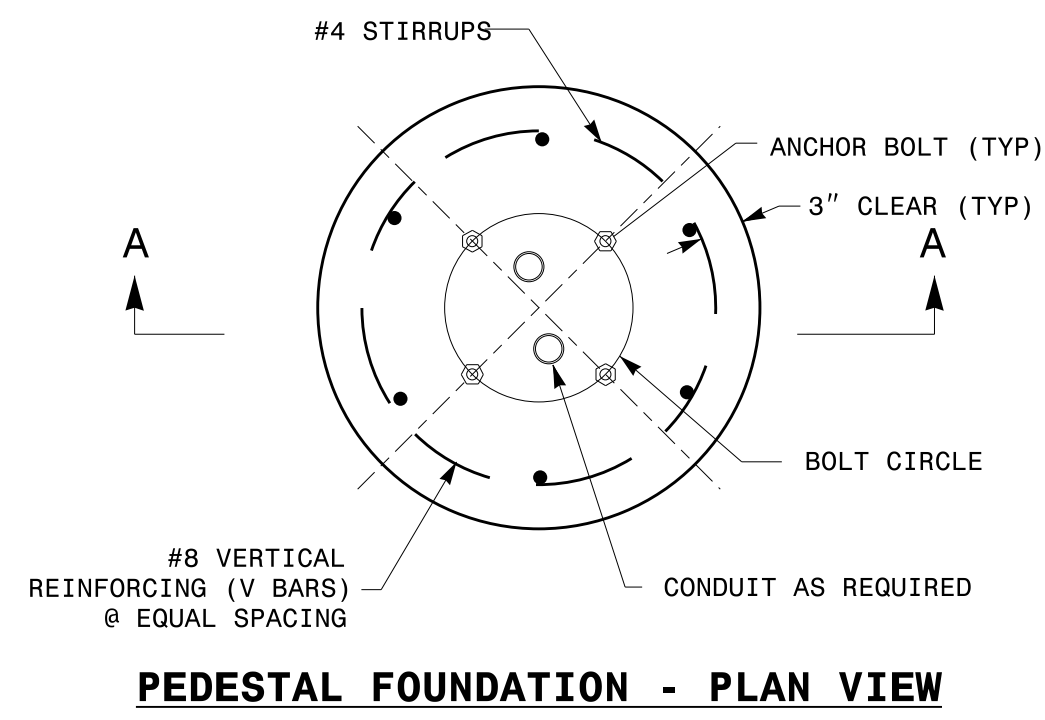 #4 STIRRUPS
ANCHOR BOLT (TYP)
3" CLEAR (TYP)
A
A
BOLT CIRCLE
#8 VERTICAL
REINFORCING (V BARS)
@ EQUAL SPACING
CONDUIT AS REQUIRED
PEDESTAL FOUNDATION - PLAN VIEW